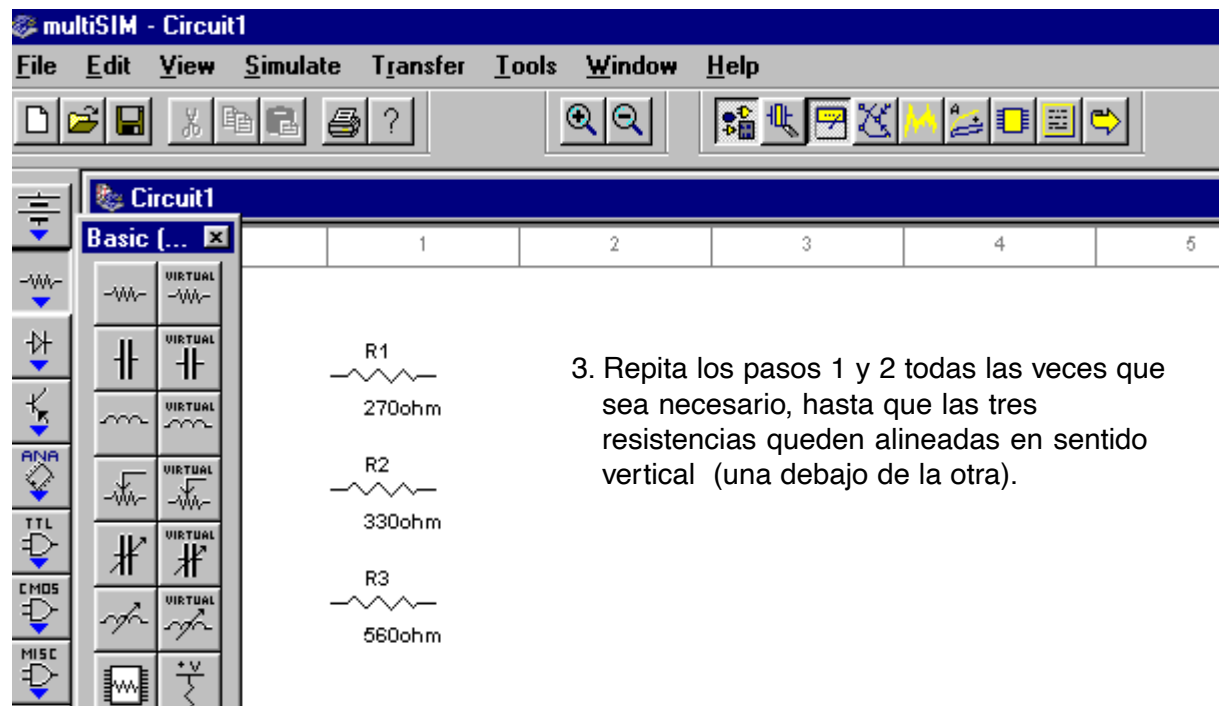 multiSIM - Circuit1
File Edit View Simulate Transfer Tools Window Help
Circuit1
Basic (...
1 2 3 4 5
VIRTUAL
VIRTUAL
VIRTUAL
VIRTUAL
VIRTUAL
VIRTUAL
+V
ANA
TTL
CMOS
MISC
R1
270ohm
R2
330ohm
R3
560ohm
3. Repita los pasos 1 y 2 todas las veces que
sea necesario, hasta que las tres
resistencias queden alineadas en sentido
vertical (una debajo de la otra).